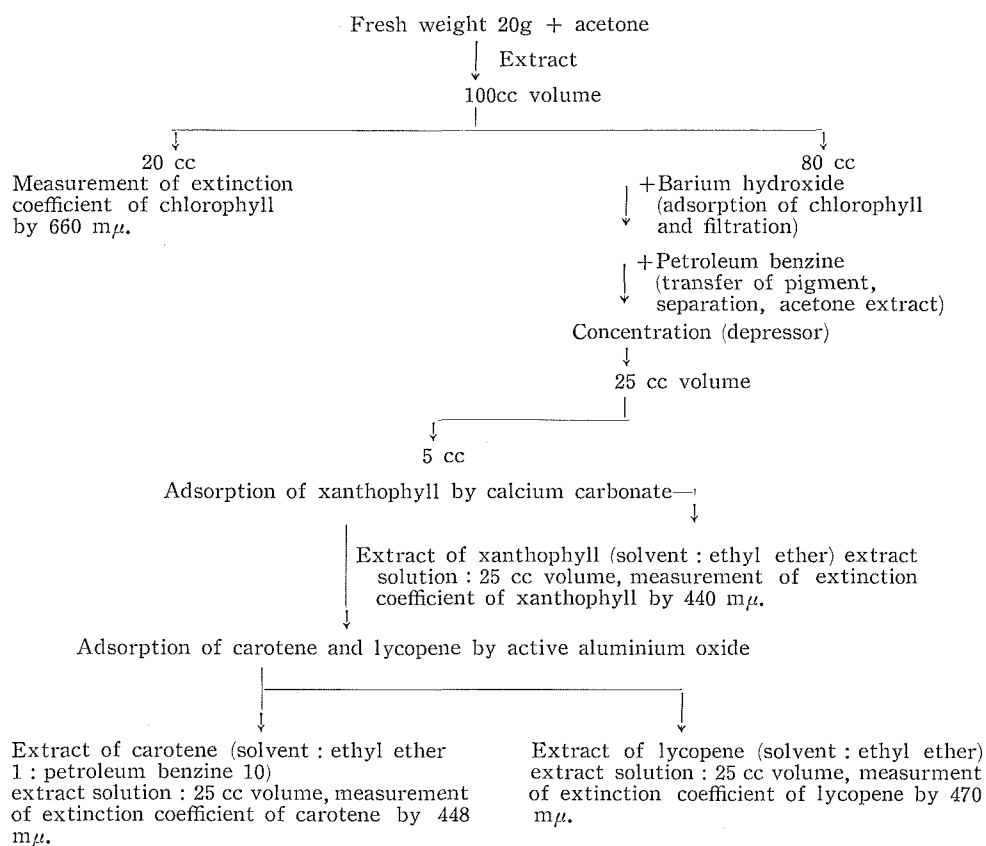 Fresh weight 20g + acetone
Extract
100cc volume
20 cc
Measurement of extinction
coefficient of chlorophyll
by 660 mμ.
80 cc
+Barium hydroxide
(adsorption of chlorophyll
and filtration)
+Petroleum benzine
(transfer of pigment,
separation, acetone extract)
Concentration (depressor)
25 cc volume
5 cc
Adsorption of xanthophyll by calcium carbonate
Extract of xanthophyll (solvent : ethyl ether) extract
solution : 25 cc volume, measurement of extinction
coefficient of xanthophyll by 440 mμ.
Adsorption of carotene and lycopene by active aluminium oxide
Extract of carotene (solvent : ethyl ether
1 : petroleum benzine 10)
extract solution : 25 cc volume, measurement
of extinction coefficient of carotene by 448
mμ.
Extract of lycopene (solvent : ethyl ether)
extract solution : 25 cc volume, measurment
of extinction coefficient of lycopene by 470
mμ.